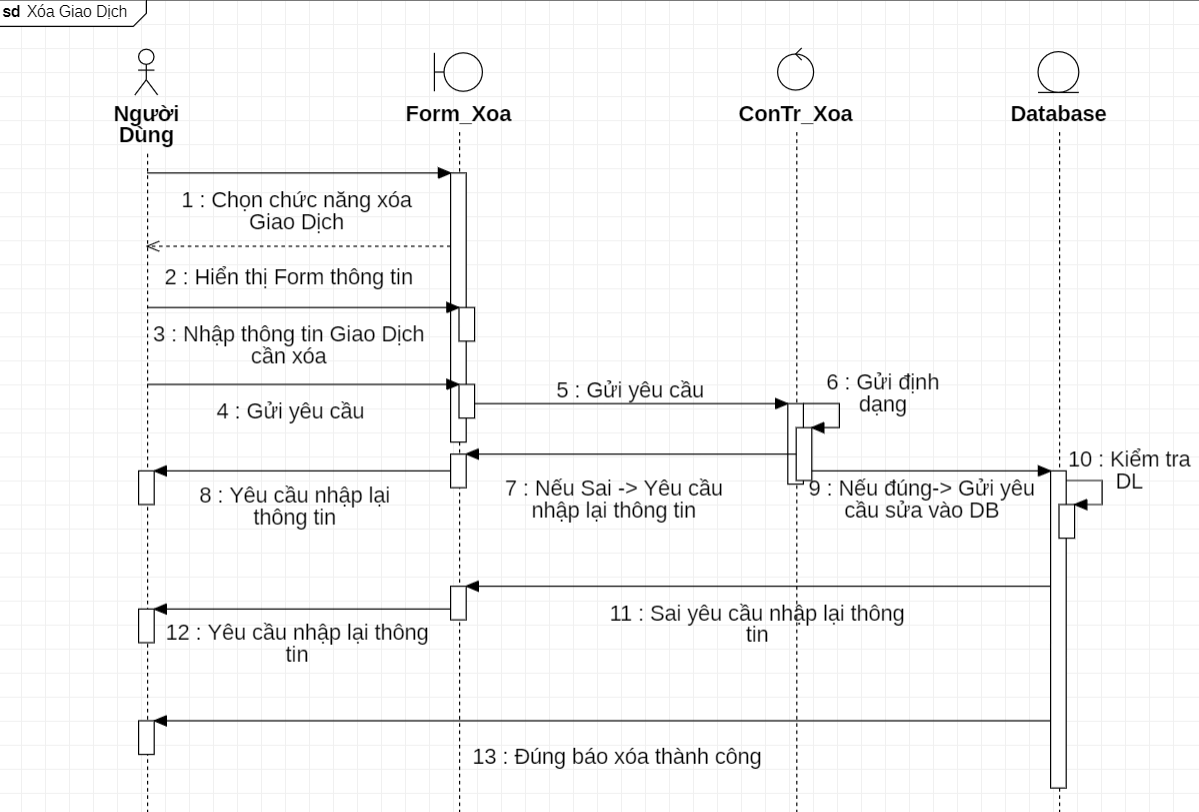 sd Xóa Giao Dịch
Người
Dùng
Form_Xoa
ConTr_Xoa
Database
1 : Chọn chức năng xóa
Giao Dịch
2 : Hiển thị Form thông tin
3 : Nhập thông tin Giao Dịch
cần xóa
4 : Gửi yêu cầu
5 : Gửi yêu cầu
6 : Gửi định
dạng
7 : Nếu Sai -> Yêu cầu
nhập lại thông tin
8 : Yêu cầu nhập lại
thông tin
9 : Nếu đúng-> Gửi yêu
cầu sửa vào DB
10 : Kiểm tra
DL
11 : Sai yêu cầu nhập lại thông
tin
12 : Yêu cầu nhập lại thông
tin
13 : Đúng báo xóa thành công